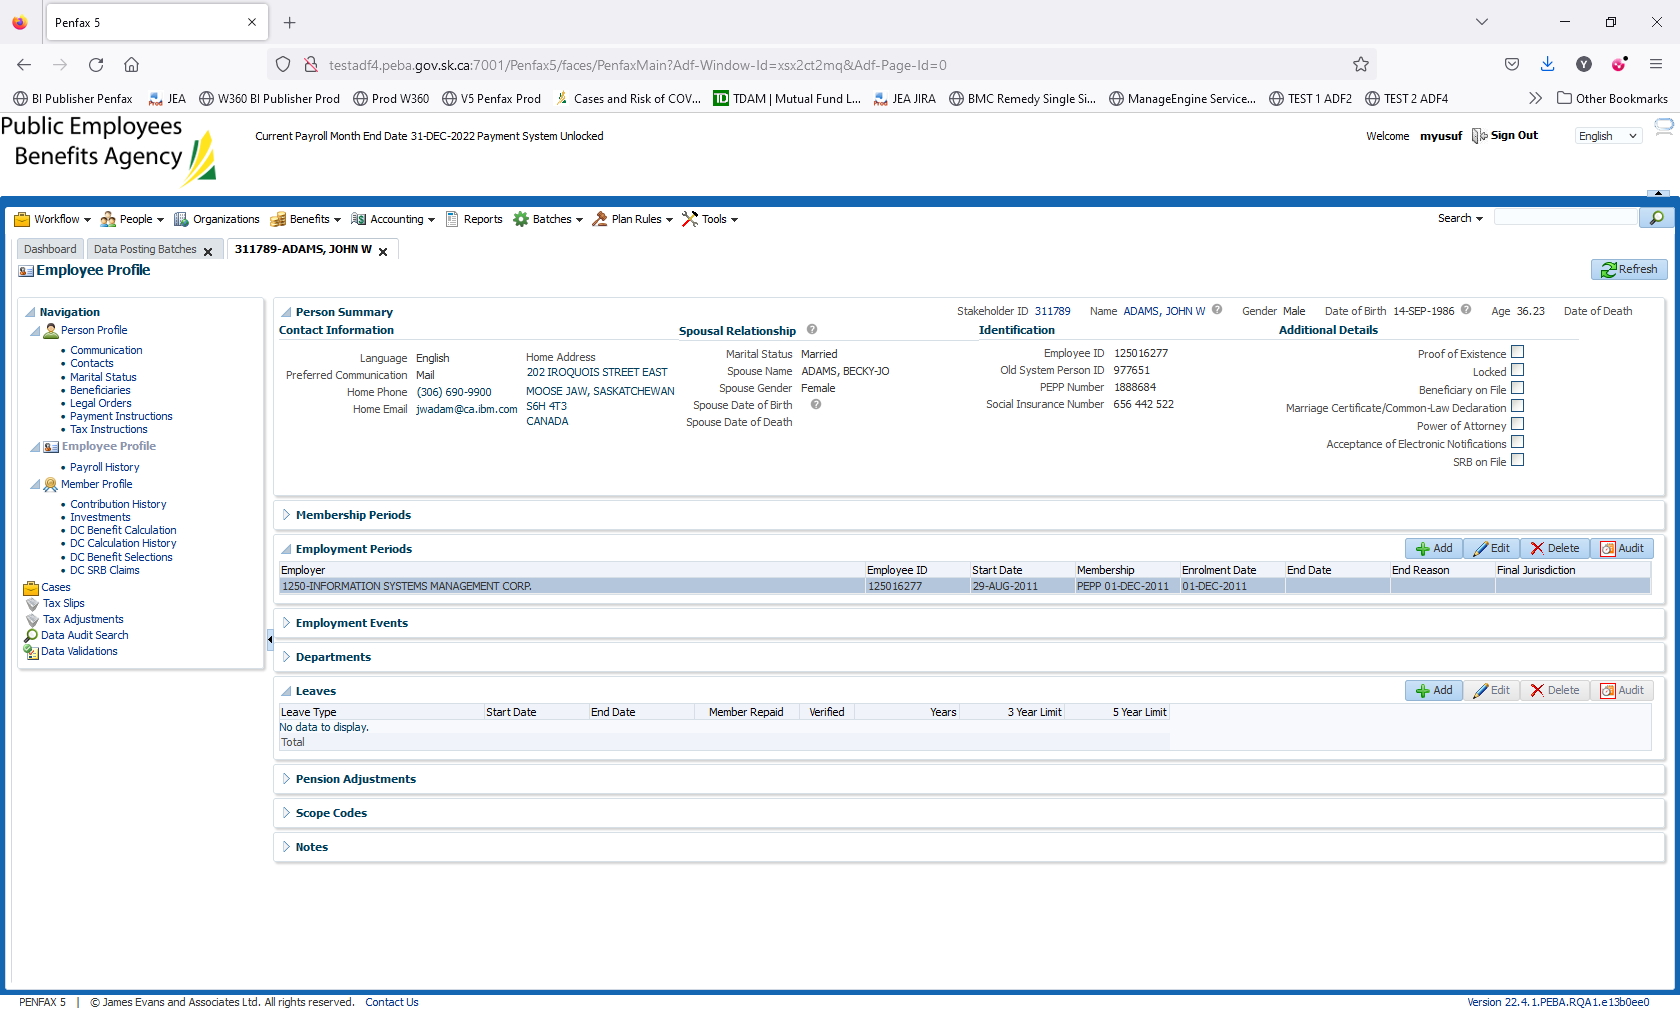 Penfax 5
testadf4.peba.gov.sk.ca:7001/Penfax5/faces/PenfaxMain?Adf-Window-Id=xsx2ct2mq&Adf-Page-Id=0
BI Publisher Penfax JEA W360 BI Publisher Prod Prod W360 V5 Penfax Prod Cases and Risk of COV... TD TDAM | Mutual Fund L... JEA JIRA BMC Remedy Single Si... ManageEngine Service... TEST 1 ADF2 TEST 2 ADF4 Other Bookmarks
Public Employees
Benefits Agency
Current Payroll Month End Date 31-DEC-2022 Payment System Unlocked
Welcome myusuf Sign Out English
Workflow People Organizations Benefits Accounting Reports Batches Plan Rules Tools Search
Dashboard Data Posting Batches 311789-ADAMS, JOHN W
Employee Profile
Refresh
Navigation
Person Profile
Communication
Contacts
Marital Status
Beneficiaries
Legal Orders
Payment Instructions
Tax Instructions
Employee Profile
Payroll History
Member Profile
Contribution History
Investments
DC Benefit Calculation
DC Calculation History
DC Benefit Selections
DC SRB Claims
Cases
Tax Slips
Tax Adjustments
Data Audit Search
Data Validations
Person Summary
Stakeholder ID 311789 Name ADAMS, JOHN W Gender Male Date of Birth 14-SEP-1986 Age 36.23 Date of Death
Contact Information
Language English
Preferred Communication Mail
Home Phone (306) 690-9900
Home Email jwadam@ca.ibm.com
Home Address
202 IROQUOIS STREET EAST
MOOSE JAW, SASKATCHEWAN
S6H 4T3
CANADA
Spousal Relationship
Marital Status Married
Spouse Name ADAMS, BECKY-JO
Spouse Gender Female
Spouse Date of Birth
Spouse Date of Death
Identification
Employee ID 125016277
Old System Person ID 977651
PEPP Number 1888684
Social Insurance Number 656 442 522
Additional Details
Proof of Existence
Locked
Beneficiary on File
Marriage Certificate/Common-Law Declaration
Power of Attorney
Acceptance of Electronic Notifications
SRB on File
Membership Periods
Employment Periods
Add Edit Delete Audit
Employer Employee ID Start Date Membership Enrolment Date End Date End Reason Final Jurisdiction
1250-INFORMATION SYSTEMS MANAGEMENT CORP. 125016277 29-AUG-2011 PEPP 01-DEC-2011 01-DEC-2011
Employment Events
Departments
Leaves
Add Edit Delete Audit
Leave Type Start Date End Date Member Repaid Verified Years 3 Year Limit 5 Year Limit
No data to display.
Total
Pension Adjustments
Scope Codes
Notes
PENFAX 5 | © James Evans and Associates Ltd. All rights reserved. Contact Us
Version 22.4.1.PEBA.RQA1.e13b0ee0